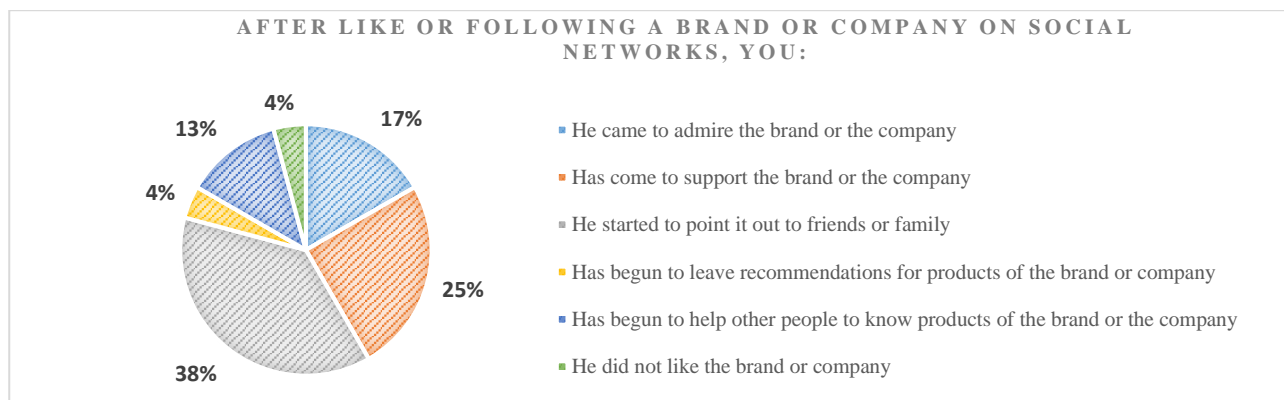 AFTER LIKE OR FOLLOWING A BRAND OR COMPANY ON SOCIAL
NETWORKS, YOU:
4%
17%
13%
4%
25%
38%
He came to admire the brand or the company
Has come to support the brand or the company
He started to point it out to friends or family
Has begun to leave recommendations for products of the brand or company
Has begun to help other people to know products of the brand or the company
He did not like the brand or company